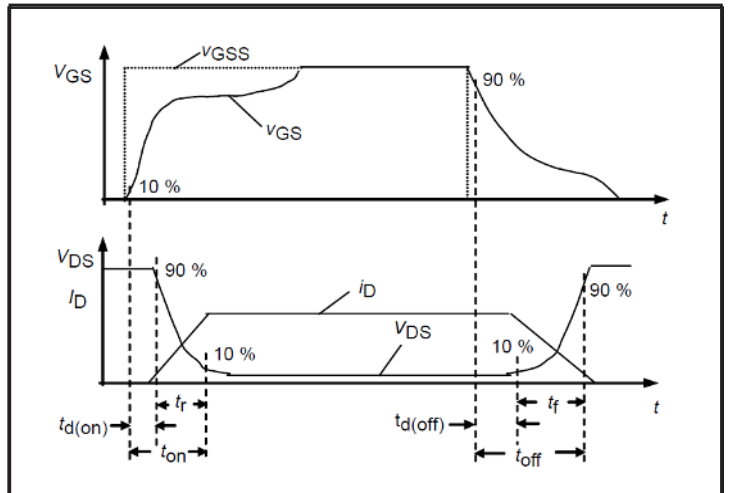 vGSS
VGS
90 %
vGS
10 %
t
VDS
90 %
ID
iD
90 %
VDS
10 %
10 %
tr
tf
t
td(on)
td(off)
ton
toff